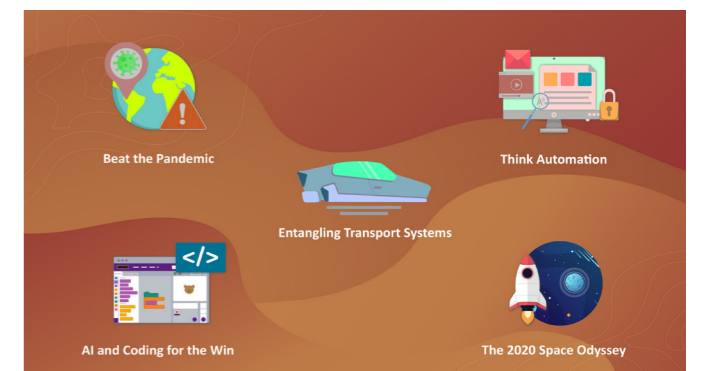 Beat the Pandemic
Think Automation
Entangling Transport Systems
</>
AI and Coding for the Win
The 2020 Space Odyssey